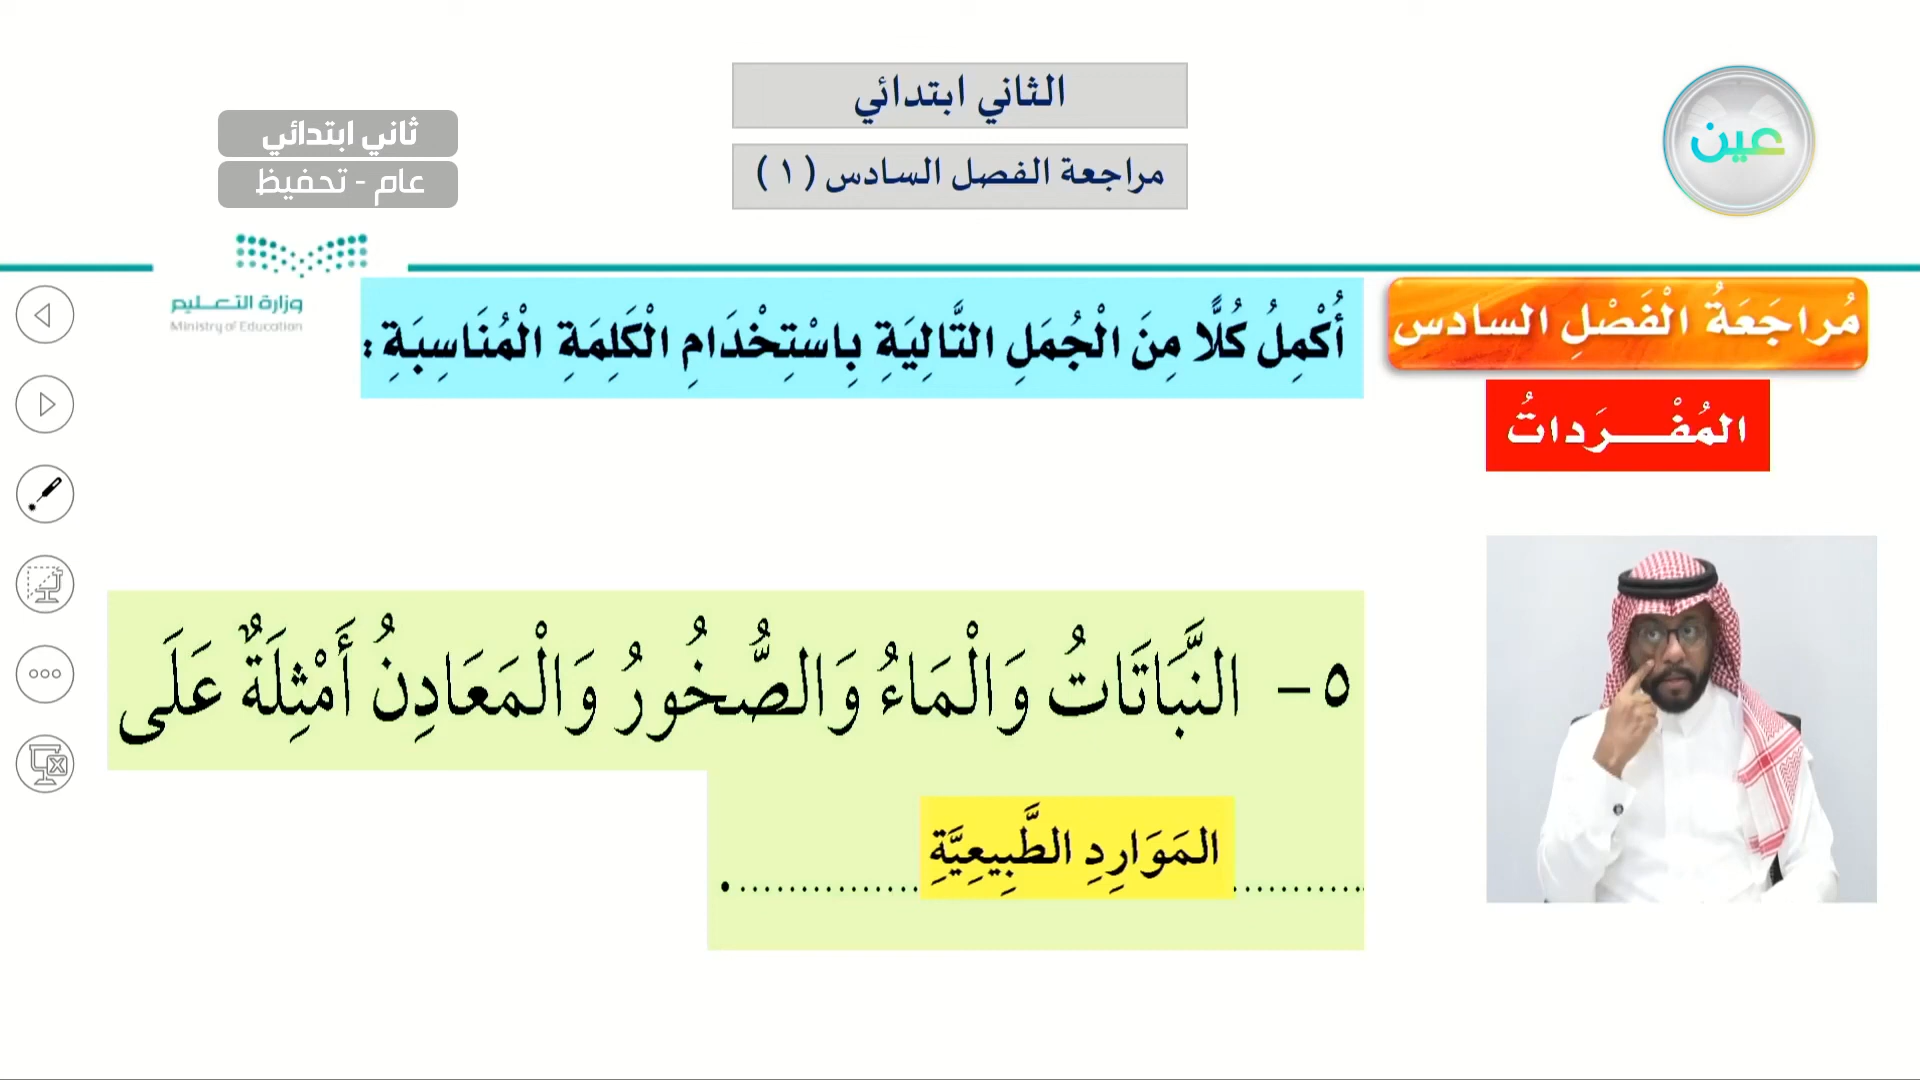 الثاني ابتدائي
مراجعة الفصل السادس ( ١ )
عين
ثاني ابتدائي
عام - تحفيظ
وزارة التعليم
Ministry of Education
مُراجَعَةُ الْفَصْلِ السادس
المُفْرَداتُ
أُكْمِلُ كُلًّا مِنَ الْجُمَلِ التَّالِيَةِ بِاسْتِخْدَامِ الْكَلِمَةِ الْمُنَاسِبَةِ :
٥- النَّبَاتَاتُ وَالْمَاءُ وَالصُّخُورُ وَالْمَعَادِنُ أَمْثِلَةٌ عَلَى
............ المَوَارِدِ الطَّبِيعِيَّةِ ...............